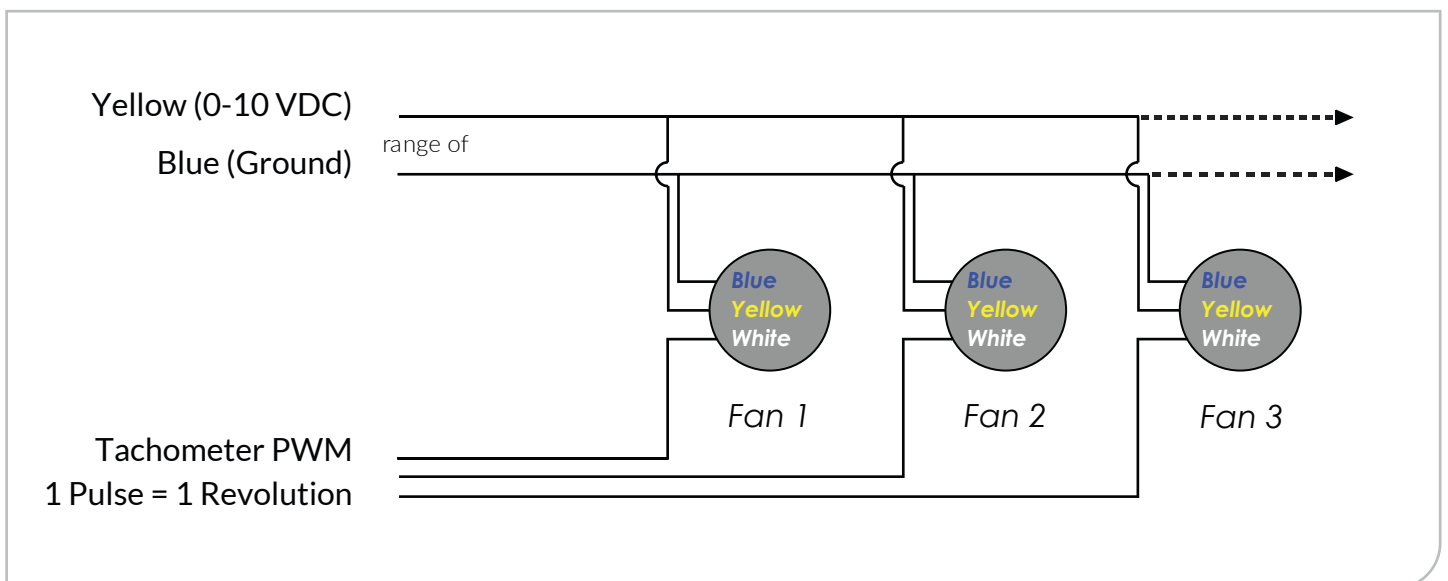 Yellow (0-10 VDC)
range of
Blue (Ground)
Blue
Yellow
White
Blue
Yellow
White
Blue
Yellow
White
Fan 1
Fan 2
Fan 3
Tachometer PWM
1 Pulse = 1 Revolution